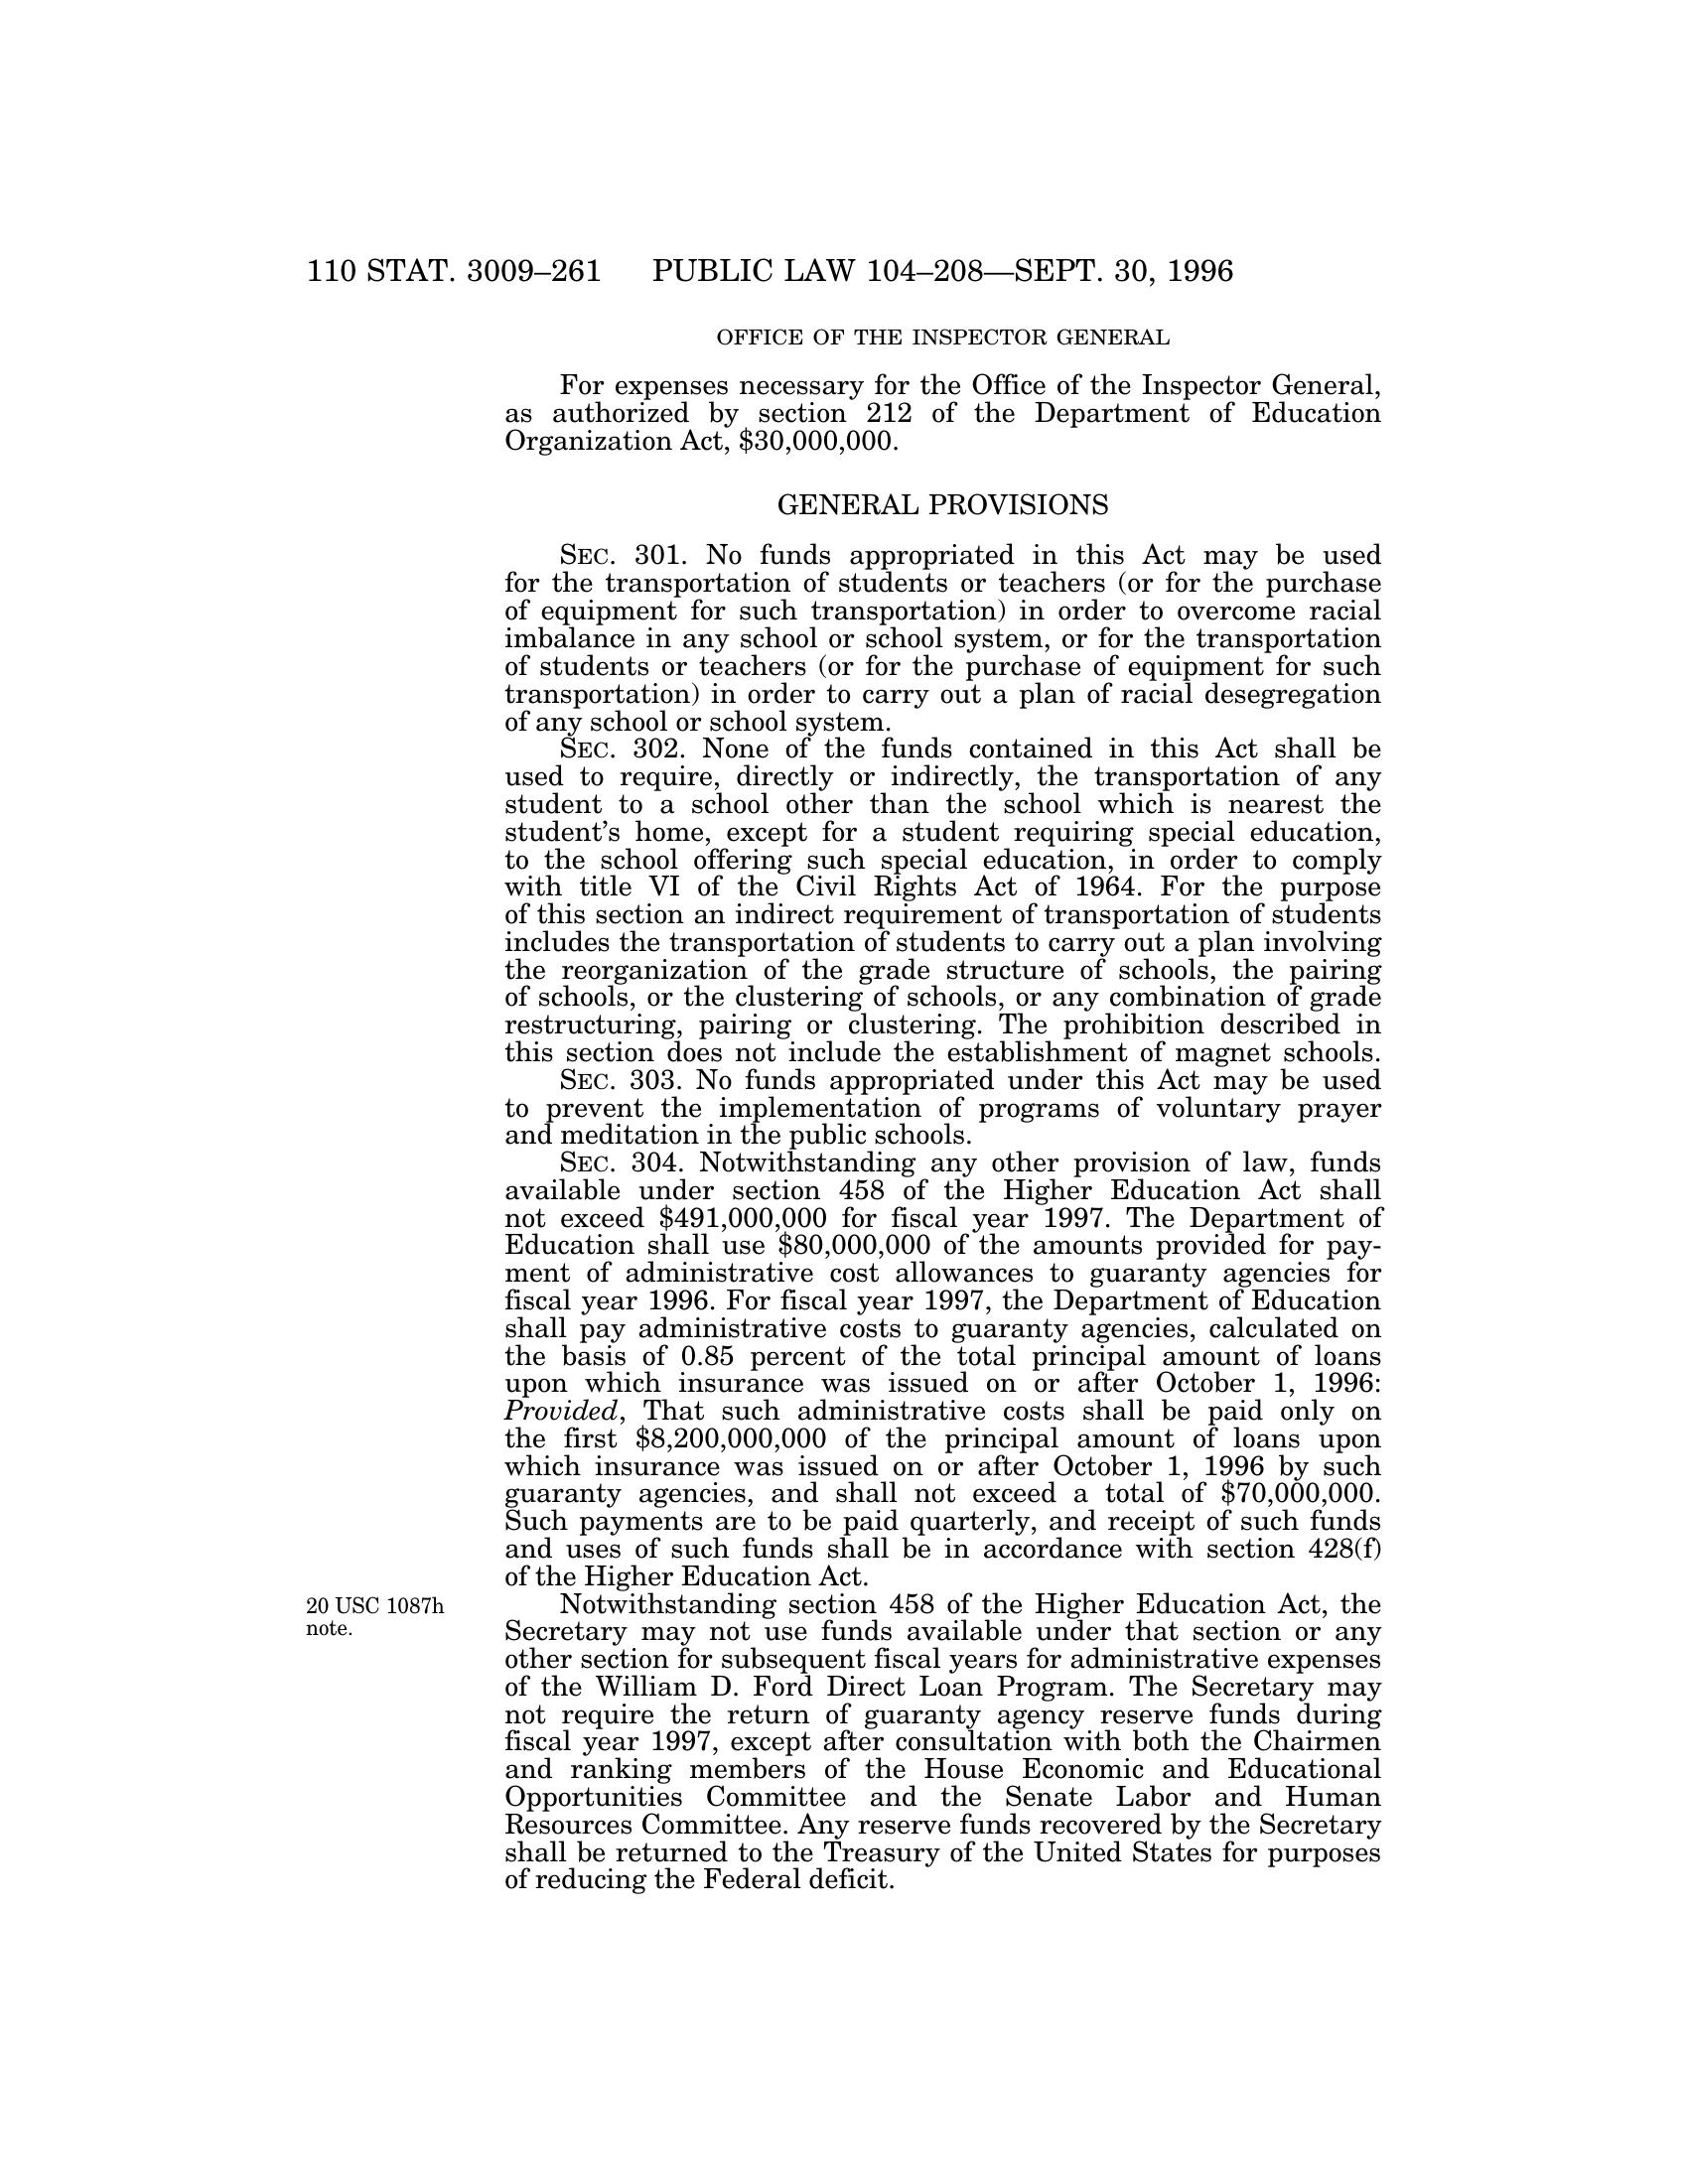 110 STAT. 3009–261 PUBLIC LAW 104–208—SEPT. 30, 1996
OFFICE OF THE INSPECTOR GENERAL
For expenses necessary for the Office of the Inspector General,
as authorized by section 212 of the Department of Education
Organization Act, $30,000,000.
GENERAL PROVISIONS
SEC. 301. No funds appropriated in this Act may be used
for the transportation of students or teachers (or for the purchase
of equipment for such transportation) in order to overcome racial
imbalance in any school or school system, or for the transportation
of students or teachers (or for the purchase of equipment for such
transportation) in order to carry out a plan of racial desegregation
of any school or school system.
SEC. 302. None of the funds contained in this Act shall be
used to require, directly or indirectly, the transportation of any
student to a school other than the school which is nearest the
student's home, except for a student requiring special education,
to the school offering such special education, in order to comply
with title VI of the Civil Rights Act of 1964. For the purpose
of this section an indirect requirement of transportation of students
includes the transportation of students to carry out a plan involving
the reorganization of the grade structure of schools, the pairing
of schools, or the clustering of schools, or any combination of grade
restructuring, pairing or clustering. The prohibition described in
this section does not include the establishment of magnet schools.
SEC. 303. No funds appropriated under this Act may be used
to prevent the implementation of programs of voluntary prayer
and meditation in the public schools.
SEC. 304. Notwithstanding any other provision of law, funds
available under section 458 of the Higher Education Act shall
not exceed $491,000,000 for fiscal year 1997. The Department of
Education shall use $80,000,000 of the amounts provided for pay-
ment of administrative cost allowances to guaranty agencies for
fiscal year 1996. For fiscal year 1997, the Department of Education
shall pay administrative costs to guaranty agencies, calculated on
the basis of 0.85 percent of the total principal amount of loans
upon which insurance was issued on or after October 1, 1996:
Provided, That such administrative costs shall be paid only on
the first $8,200,000,000 of the principal amount of loans upon
which insurance was issued on or after October 1, 1996 by such
guaranty agencies, and shall not exceed a total of $70,000,000.
Such payments are to be paid quarterly, and receipt of such funds
and uses of such funds shall be in accordance with section 428(f)
of the Higher Education Act.
20 USC 1087h
note.
Notwithstanding section 458 of the Higher Education Act, the
Secretary may not use funds available under that section or any
other section for subsequent fiscal years for administrative expenses
of the William D. Ford Direct Loan Program. The Secretary may
not require the return of guaranty agency reserve funds during
fiscal year 1997, except after consultation with both the Chairmen
and ranking members of the House Economic and Educational
Opportunities Committee and the Senate Labor and Human
Resources Committee. Any reserve funds recovered by the Secretary
shall be returned to the Treasury of the United States for purposes
of reducing the Federal deficit.